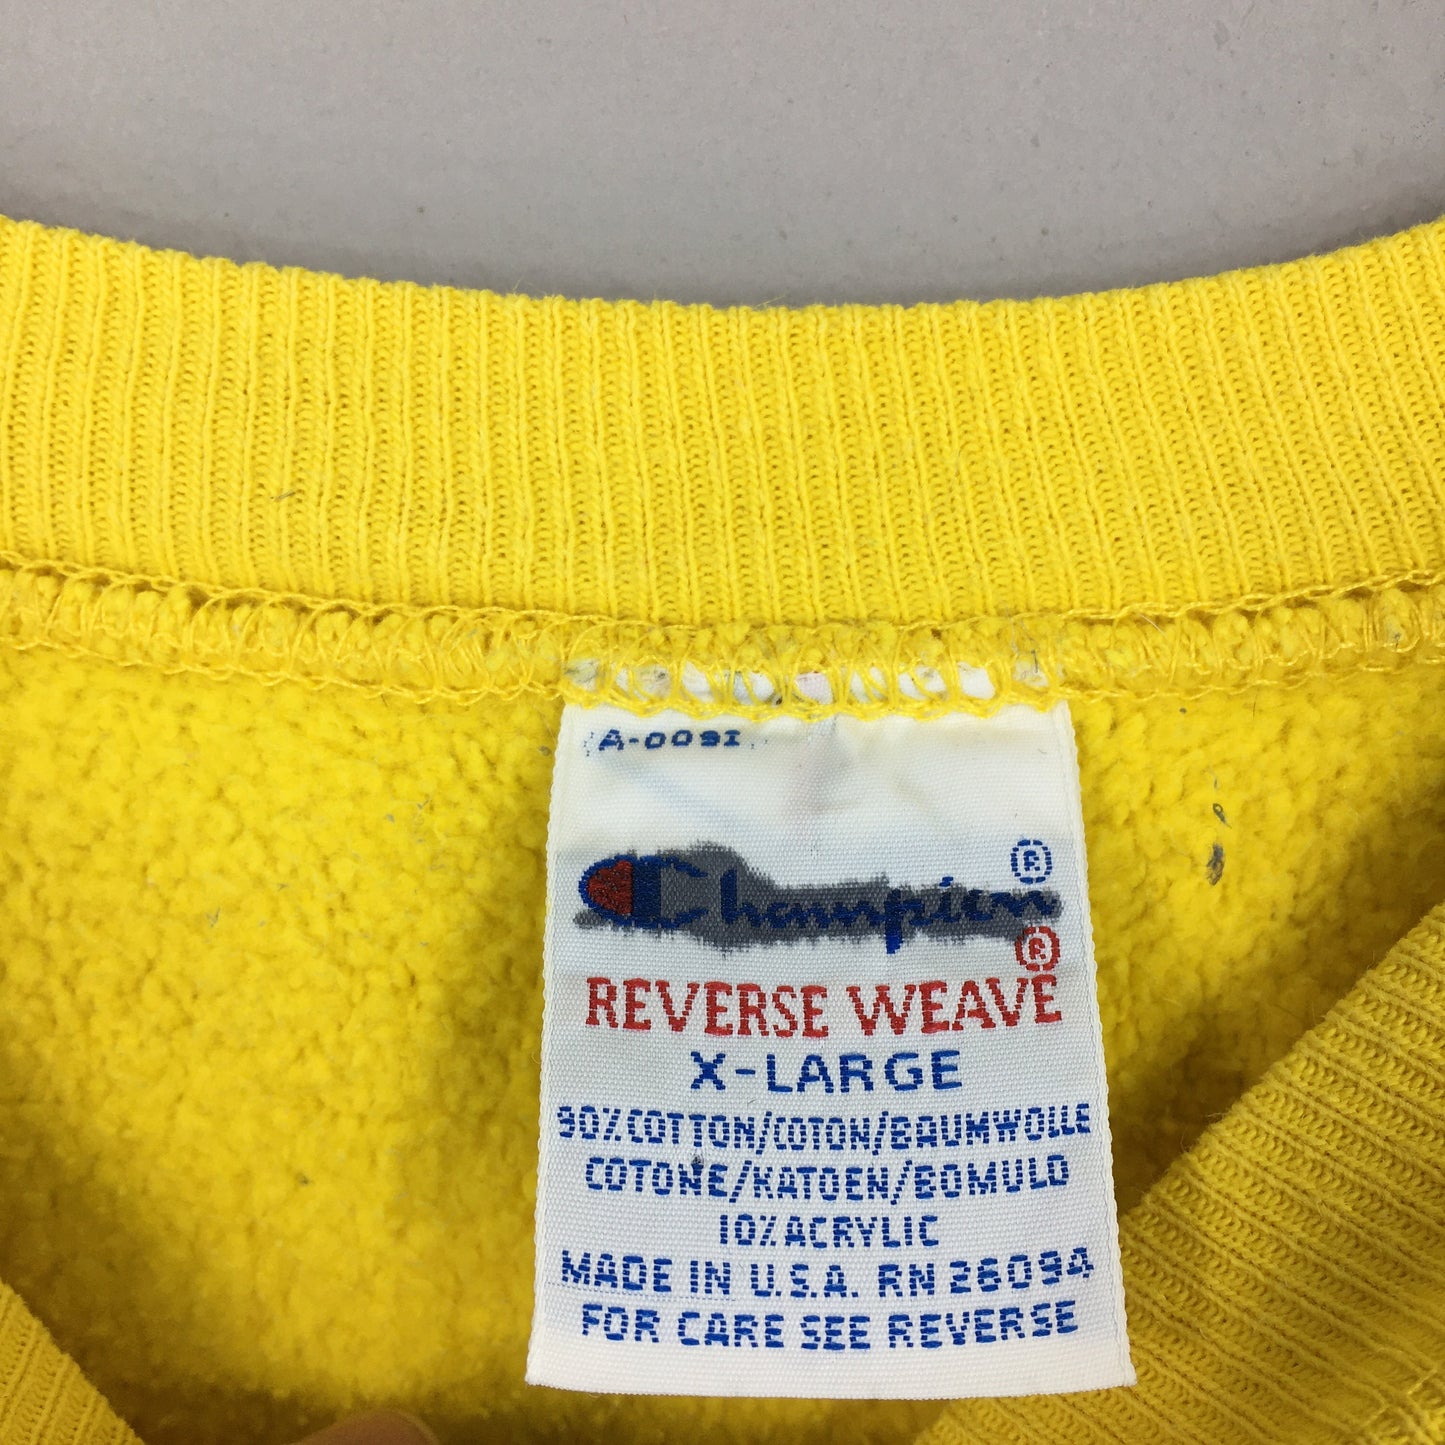 A-0091
Champion®
®
REVERSE WEAVE
X-LARGE
90% COTTON/COTON/BAUMWOLLE
COTONE/KATOEN/BOMULD
10% ACRYLIC
MADE IN U.S.A. RN 26094
FOR CARE SEE REVERSE